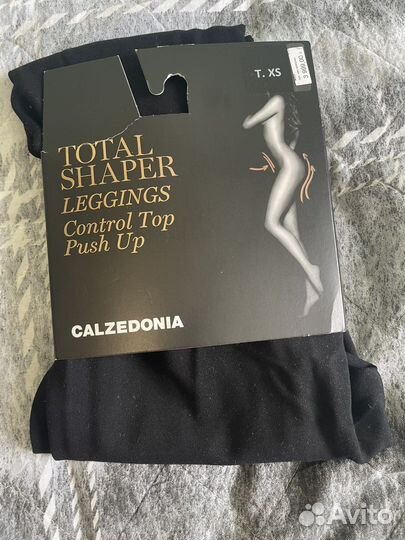 T. XS
TOTAL
SHAPER
LEGGINGS
Control Top
Push Up
CALZEDONIA
Avito